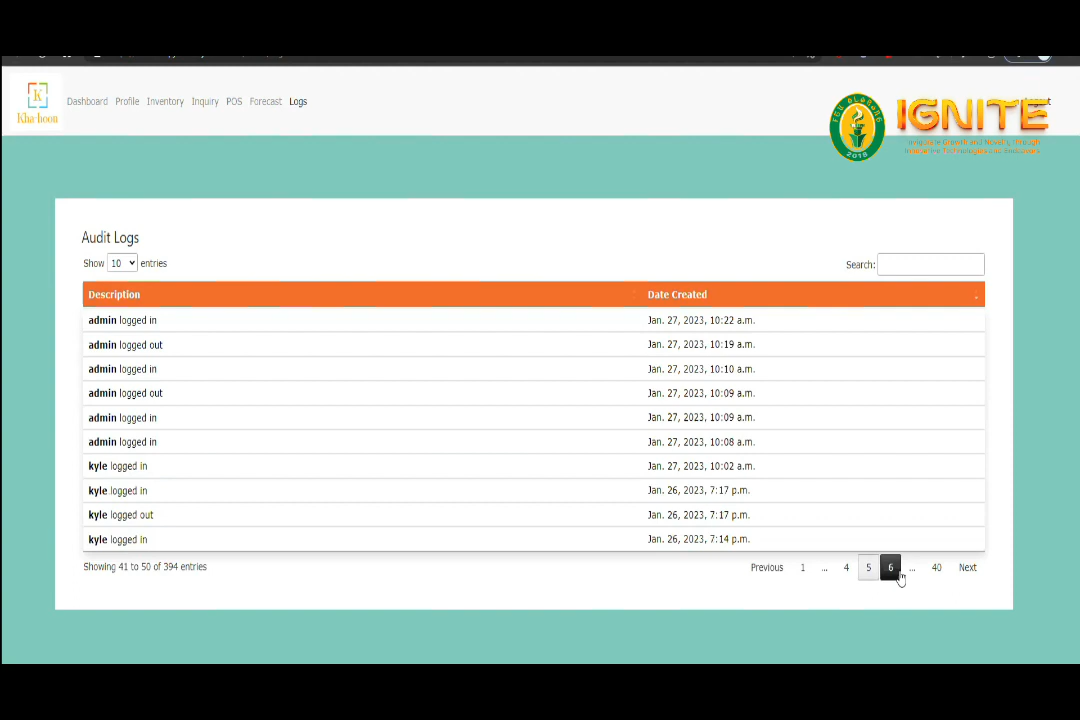 K
Kha-hoon
Dashboard Profile Inventory Inquiry POS Forecast Logs
IGNITE
Innovative Technologies and Endeavors
2015
Audit Logs
Show 10 entries
Search:
Description Date Created
admin logged in Jan. 27, 2023, 10:22 a.m.
admin logged out Jan. 27, 2023, 10:19 a.m.
admin logged in Jan. 27, 2023, 10:10 a.m.
admin logged out Jan. 27, 2023, 10:09 a.m.
admin logged in Jan. 27, 2023, 10:09 a.m.
admin logged in Jan. 27, 2023, 10:08 a.m.
kyle logged in Jan. 27, 2023, 10:02 a.m.
kyle logged in Jan. 26, 2023, 7:17 p.m.
kyle logged out Jan. 26, 2023, 7:17 p.m.
kyle logged in Jan. 26, 2023, 7:14 p.m.
Showing 41 to 50 of 394 entries
Previous 1 ... 4 5 6 ... 40 Next